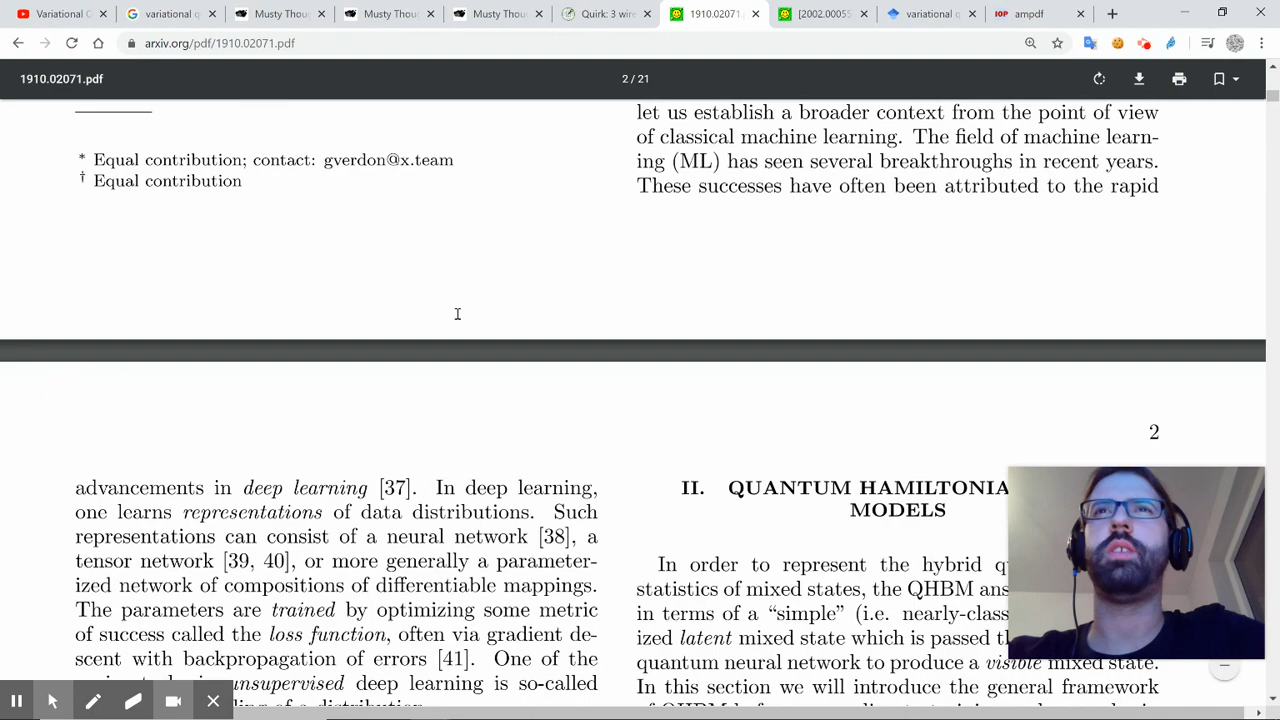 Variational C
variational q
Musty Thoug
Musty Though
Musty Thoug
Quirk: 3 wire
1910.02071.
[2002.00055
variational q
ampdf
arxiv.org/pdf/1910.02071.pdf
1910.02071.pdf
2 / 21
* Equal contribution; contact: gverdon@x.team
† Equal contribution
let us establish a broader context from the point of view
of classical machine learning. The field of machine learn-
ing (ML) has seen several breakthroughs in recent years.
These successes have often been attributed to the rapid
2
advancements in deep learning [37]. In deep learning,
one learns representations of data distributions. Such
representations can consist of a neural network [38], a
tensor network [39, 40], or more generally a parameter-
ized network of compositions of differentiable mappings.
The parameters are trained by optimizing some metric
of success called the loss function, often via gradient de-
scent with backpropagation of errors [41]. One of the
unsupervised deep learning is so-called
of a distribution
II. QUANTUM HAMILTONIA
MODELS
In order to represent the hybrid q
statistics of mixed states, the QHBM ans
in terms of a “simple” (i.e. nearly-class
ized latent mixed state which is passed th
quantum neural network to produce a visible mixed state.
In this section we will introduce the general framework